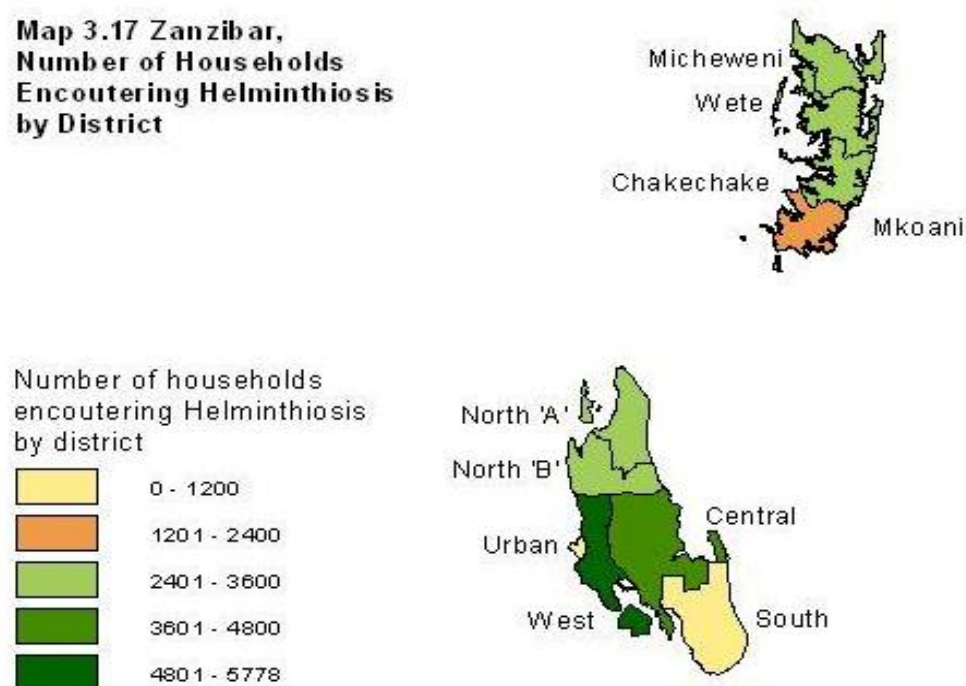 Map 3.17 Zanzibar,
Number of Households
Encoutering Helminthiosis
by District
Micheweni
Wete
Chakechake
Mkoani
Number of households
encoutering Helminthiosis
by district
0 - 1200
1201 - 2400
2401 - 3600
3601 - 4800
4801 - 5778
North 'A'
North 'B'
Central
Urban
West
South